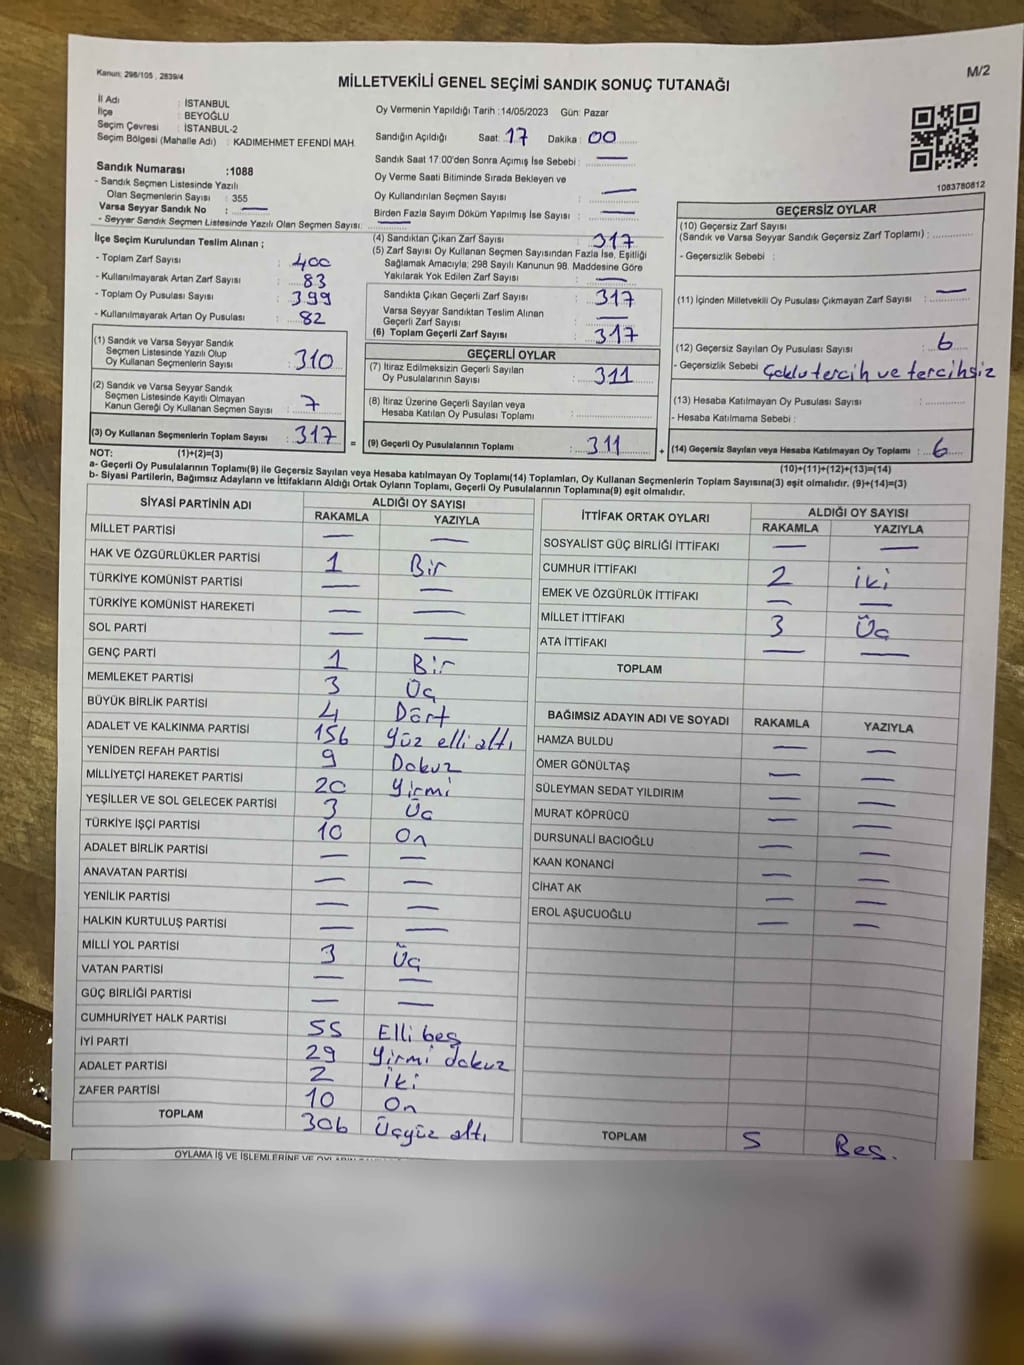 Kanun; 298/105 , 2839/4
M/2
MİLLETVEKİLİ GENEL SEÇİMİ SANDIK SONUÇ TUTANAĞI
İl Adı : İSTANBUL
İlçe : BEYOĞLU
Seçim Çevresi : İSTANBUL-2
Seçim Bölgesi (Mahalle Adı) : KADIMEHMET EFENDİ MAH.
Sandık Numarası :1088
- Sandık Seçmen Listesinde Yazılı
Olan Seçmenlerin Sayısı : 355
Varsa Seyyar Sandık No : —
- Seyyar Sandık Seçmen Listesinde Yazılı Olan Seçmen Sayısı: —
Oy Vermenin Yapıldığı Tarih :14/05/2023 Gün: Pazar
Sandığın Açıldığı Saat: 17 Dakika : 00
Sandık Saat 17:00'den Sonra Açımış İse Sebebi : —
Oy Verme Saati Bitiminde Sırada Bekleyen ve
Oy Kullandırılan Seçmen Sayısı : —
Birden Fazla Sayım Döküm Yapılmış İse Sayısı : —
1083780812
İlçe Seçim Kurulundan Teslim Alınan ;
- Toplam Zarf Sayısı : 400
- Kullanılmayarak Artan Zarf Sayısı : 83
- Toplam Oy Pusulası Sayısı : 399
- Kullanılmayarak Artan Oy Pusulası : 82
(1) Sandık ve Varsa Seyyar Sandık
Seçmen Listesinde Yazılı Olup
Oy Kullanan Seçmenlerin Sayısı : 310
(2) Sandık ve Varsa Seyyar Sandık
Seçmen Listesinde Kayıtlı Olmayan
Kanun Gereği Oy Kullanan Seçmen Sayısı : 7
(3) Oy Kullanan Seçmenlerin Toplam Sayısı : 317 =
NOT: (1)+(2)=(3)
(4) Sandıktan Çıkan Zarf Sayısı : 317
(5) Zarf Sayısı Oy Kullanan Seçmen Sayısından Fazla İse, Eşitliği
Sağlamak Amacıyla; 298 Sayılı Kanunun 98. Maddesine Göre
Yakılarak Yok Edilen Zarf Sayısı : —
Sandıkta Çıkan Geçerli Zarf Sayısı : 317
Varsa Seyyar Sandıktan Teslim Alınan
Geçerli Zarf Sayısı : —
(6) Toplam Geçerli Zarf Sayısı : 317
GEÇERLİ OYLAR
(7) İtiraz Edilmeksizin Geçerli Sayılan
Oy Pusulalarının Sayısı : 311
(8) İtiraz Üzerine Geçerli Sayılan veya
Hesaba Katılan Oy Pusulası Toplamı :
(9) Geçerli Oy Pusulalarının Toplamı : 311 +
GEÇERSİZ OYLAR
(10) Geçersiz Zarf Sayısı
(Sandık ve Varsa Seyyar Sandık Geçersiz Zarf Toplamı) :
- Geçersizlik Sebebi :
(11) İçinden Milletvekili Oy Pusulası Çıkmayan Zarf Sayısı : —
(12) Geçersiz Sayılan Oy Pusulası Sayısı : 6
- Geçersizlik Sebebi : Çoklu tercih ve tercihsiz
(13) Hesaba Katılmayan Oy Pusulası Sayısı :
- Hesaba Katılmama Sebebi :
(14) Geçersiz Sayılan veya Hesaba Katılmayan Oy Toplamı : 6
(10)+(11)+(12)+(13)=(14)
a- Geçerli Oy Pusulalarının Toplamı(9) ile Geçersiz Sayılan veya Hesaba katılmayan Oy Toplamı(14) Toplamları, Oy Kullanan Seçmenlerin Toplam Sayısına(3) eşit olmalıdır. (9)+(14)=(3)
b- Siyasi Partilerin, Bağımsız Adayların ve İttifakların Aldığı Oy Sayıları Toplamı, Geçerli Oy Pusulalarının Toplamına(9) eşit olmalıdır.
SİYASİ PARTİNİN ADI ALDIĞI OY SAYISI
RAKAMLA YAZIYLA
MİLLET PARTİSİ — —
HAK VE ÖZGÜRLÜKLER PARTİSİ 1 Bir
TÜRKİYE KOMÜNİST PARTİSİ — —
TÜRKİYE KOMÜNİST HAREKETİ — —
SOL PARTİ — —
GENÇ PARTİ 1 Bir
MEMLEKET PARTİSİ 3 Üç
BÜYÜK BİRLİK PARTİSİ 4 Dört
ADALET VE KALKINMA PARTİSİ 156 Yüz elli altı
YENİDEN REFAH PARTİSİ 9 Dokuz
MİLLİYETÇİ HAREKET PARTİSİ 20 Yirmi
YEŞİLLER VE SOL GELECEK PARTİSİ 3 Üç
TÜRKİYE İŞÇİ PARTİSİ 10 On
ADALET BİRLİK PARTİSİ — —
ANAVATAN PARTİSİ — —
YENİLİK PARTİSİ — —
HALKIN KURTULUŞ PARTİSİ — —
MİLLİ YOL PARTİSİ 3 Üç
VATAN PARTİSİ — —
GÜÇ BİRLİĞİ PARTİSİ — —
CUMHURİYET HALK PARTİSİ 55 Elli beş
İYİ PARTİ 29 Yirmi dokuz
ADALET PARTİSİ 2 İki
ZAFER PARTİSİ 10 On
TOPLAM 306 Üçyüz altı
İTTİFAK ORTAK OYLARI ALDIĞI OY SAYISI
RAKAMLA YAZIYLA
SOSYALİST GÜÇ BİRLİĞİ İTTİFAKI — —
CUMHUR İTTİFAKI 2 İki
EMEK VE ÖZGÜRLÜK İTTİFAKI — —
MİLLET İTTİFAKI 3 Üç
ATA İTTİFAKI — —
TOPLAM
BAĞIMSIZ ADAYIN ADI VE SOYADI RAKAMLA YAZIYLA
HAMZA BULDU — —
ÖMER GÖNÜLTAŞ — —
SÜLEYMAN SEDAT YILDIRIM — —
MURAT KÖPRÜCÜ — —
DURSUNALİ BACIOĞLU — —
KAAN KONANCİ — —
CİHAT AK — —
EROL AŞUCUOĞLU — —
TOPLAM 5 Beş.
OYLAMA İŞ VE İŞLEMLERİNE VE